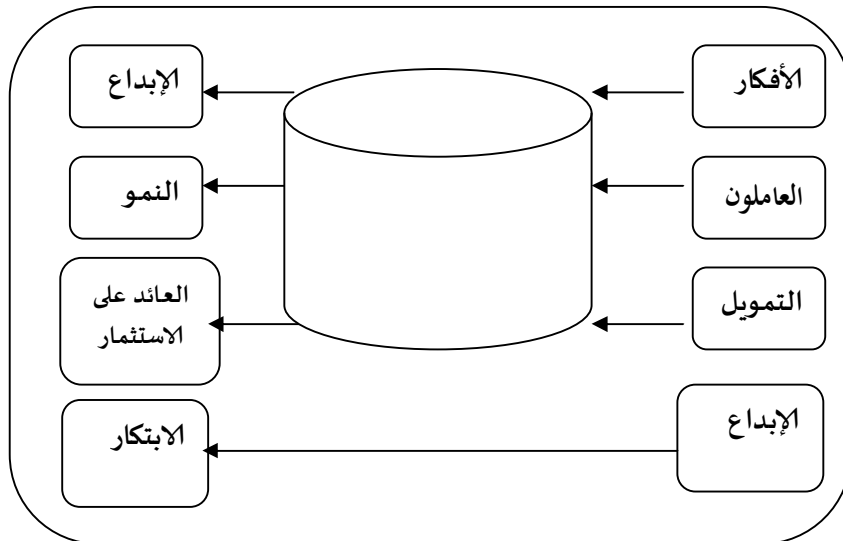 الأفكار
الإبداع
العاملون
النمو
التمويل
العائد على
الاستثمار
الإبداع
الابتكار